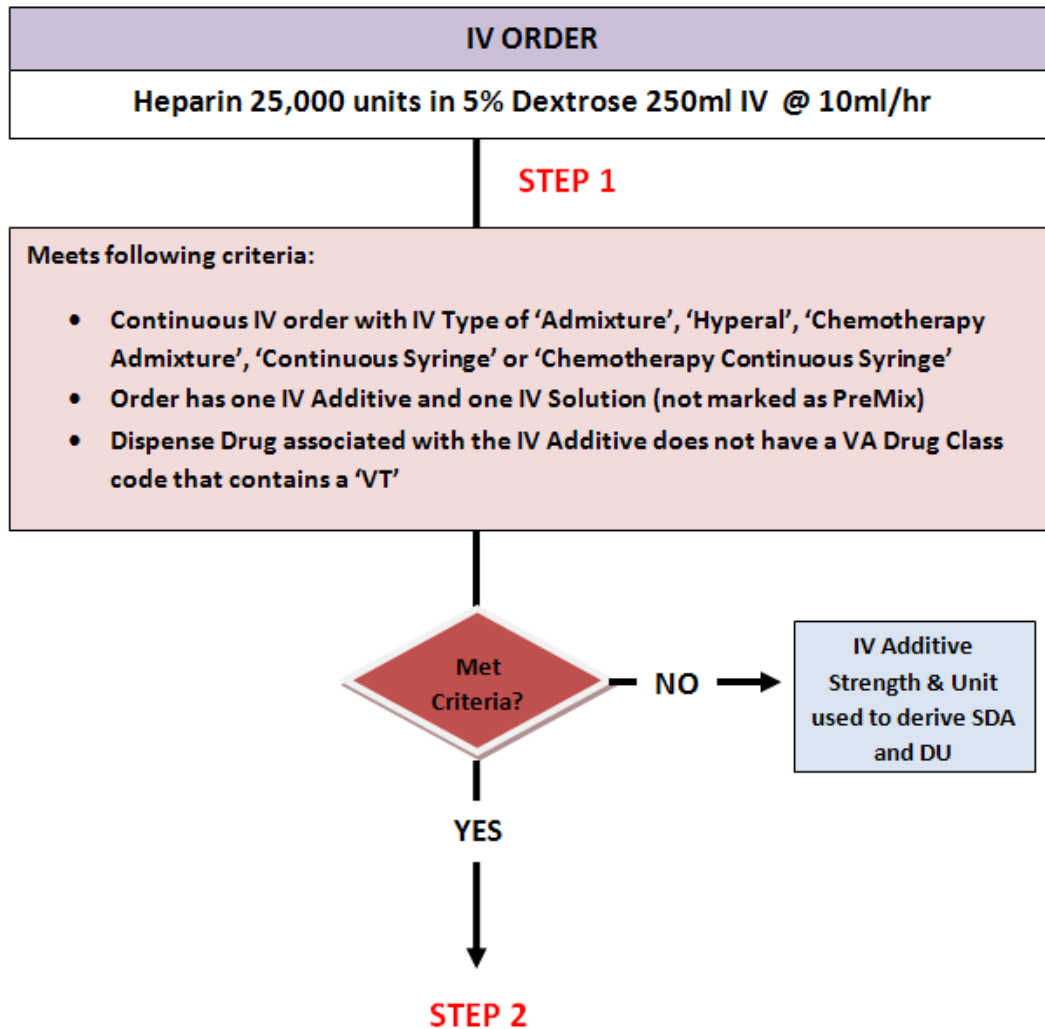 IV ORDER
Heparin 25,000 units in 5% Dextrose 250ml IV @ 10ml/hr
STEP 1
Meets following criteria:
• Continuous IV order with IV Type of ‘Admixture’, ‘Hyperal’, ‘Chemotherapy
Admixture’, ‘Continuous Syringe’ or ‘Chemotherapy Continuous Syringe’
• Order has one IV Additive and one IV Solution (not marked as PreMix)
• Dispense Drug associated with the IV Additive does not have a VA Drug Class
code that contains a ‘VT’
Met
Criteria?
NO
IV Additive
Strength & Unit
used to derive SDA
and DU
YES
STEP 2